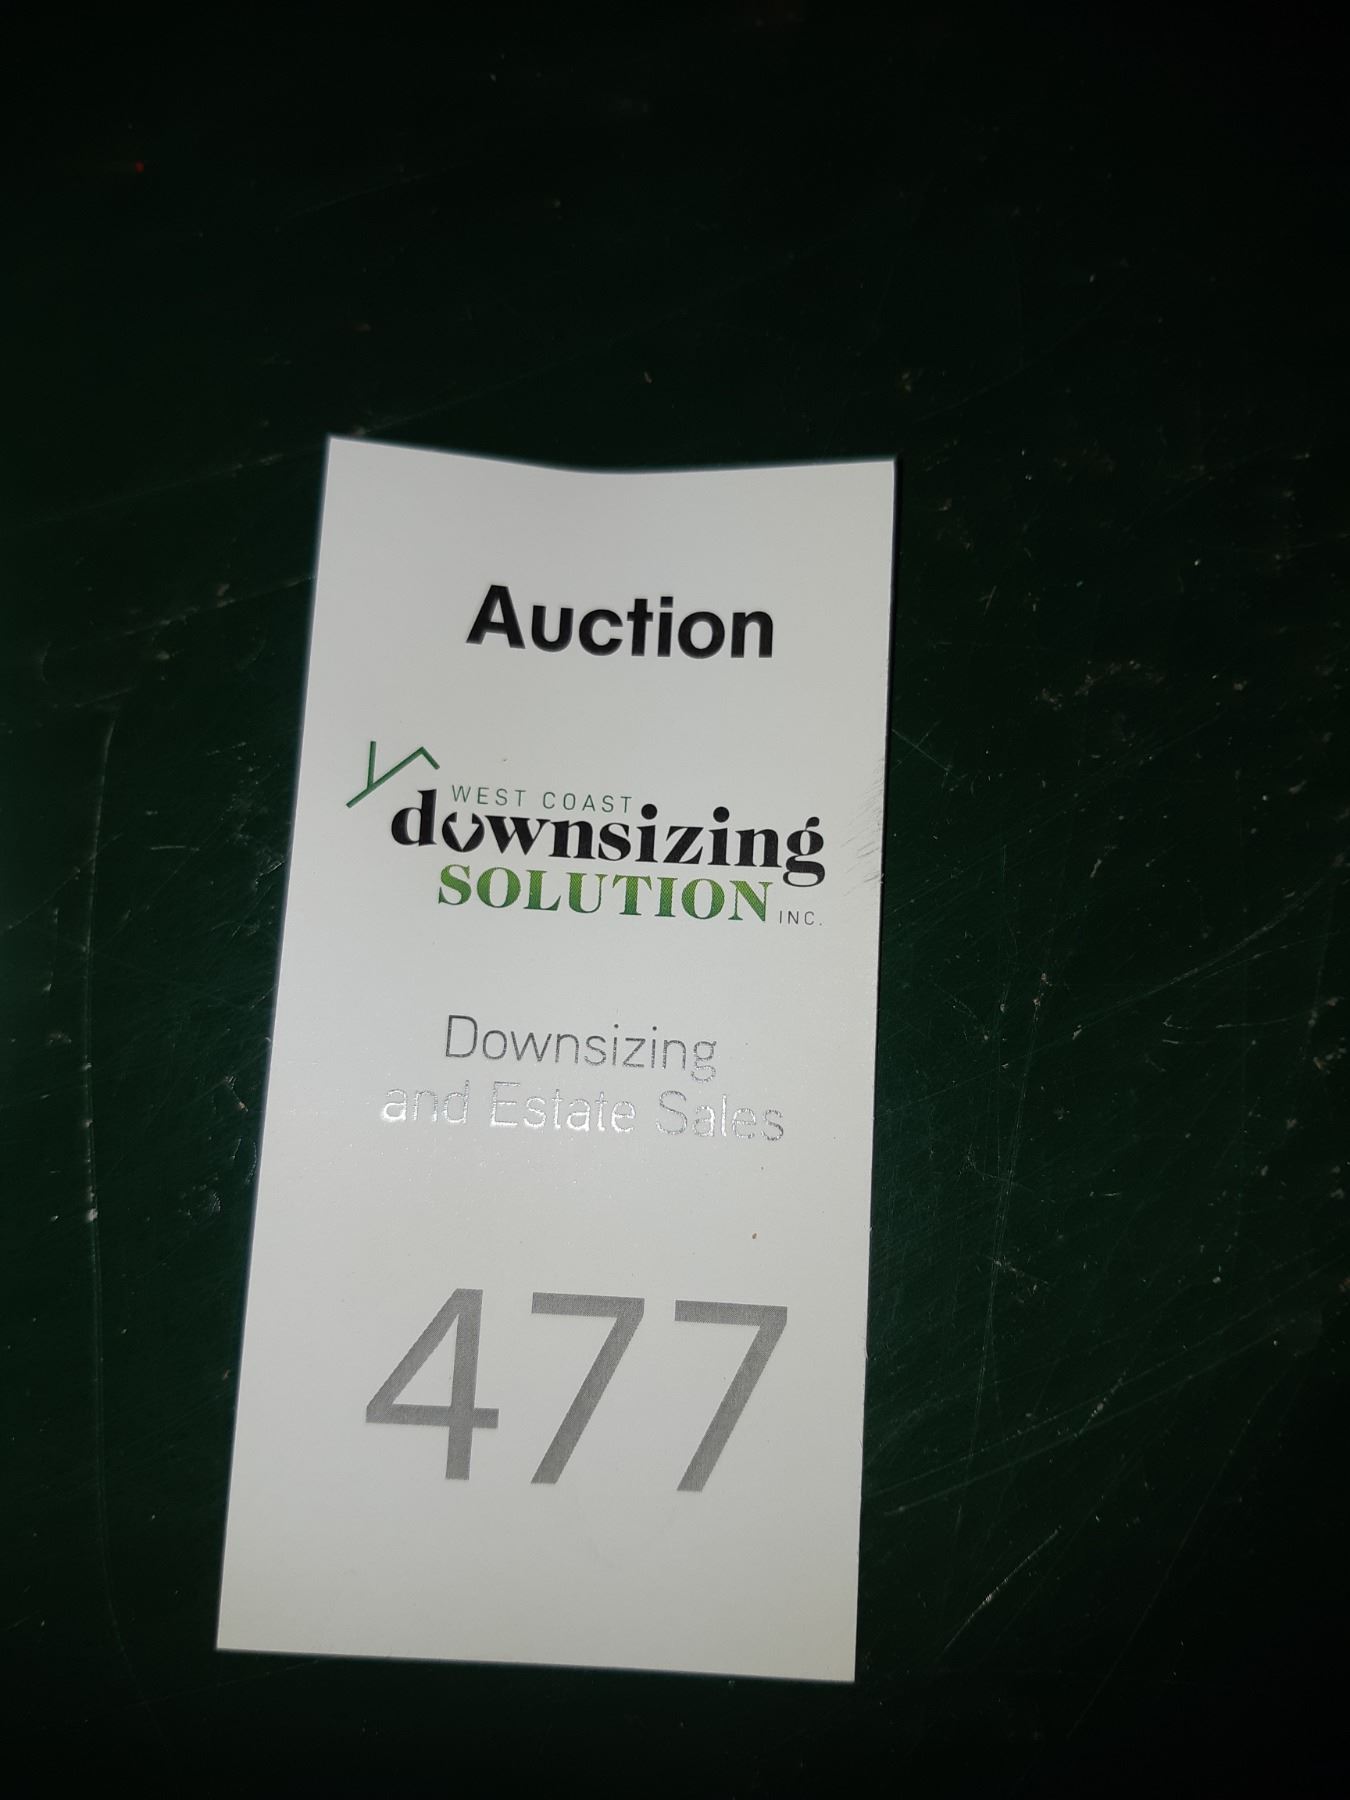 Auction
WEST COAST
downsizing
SOLUTION INC.
Downsizing
and Estate Sales
477